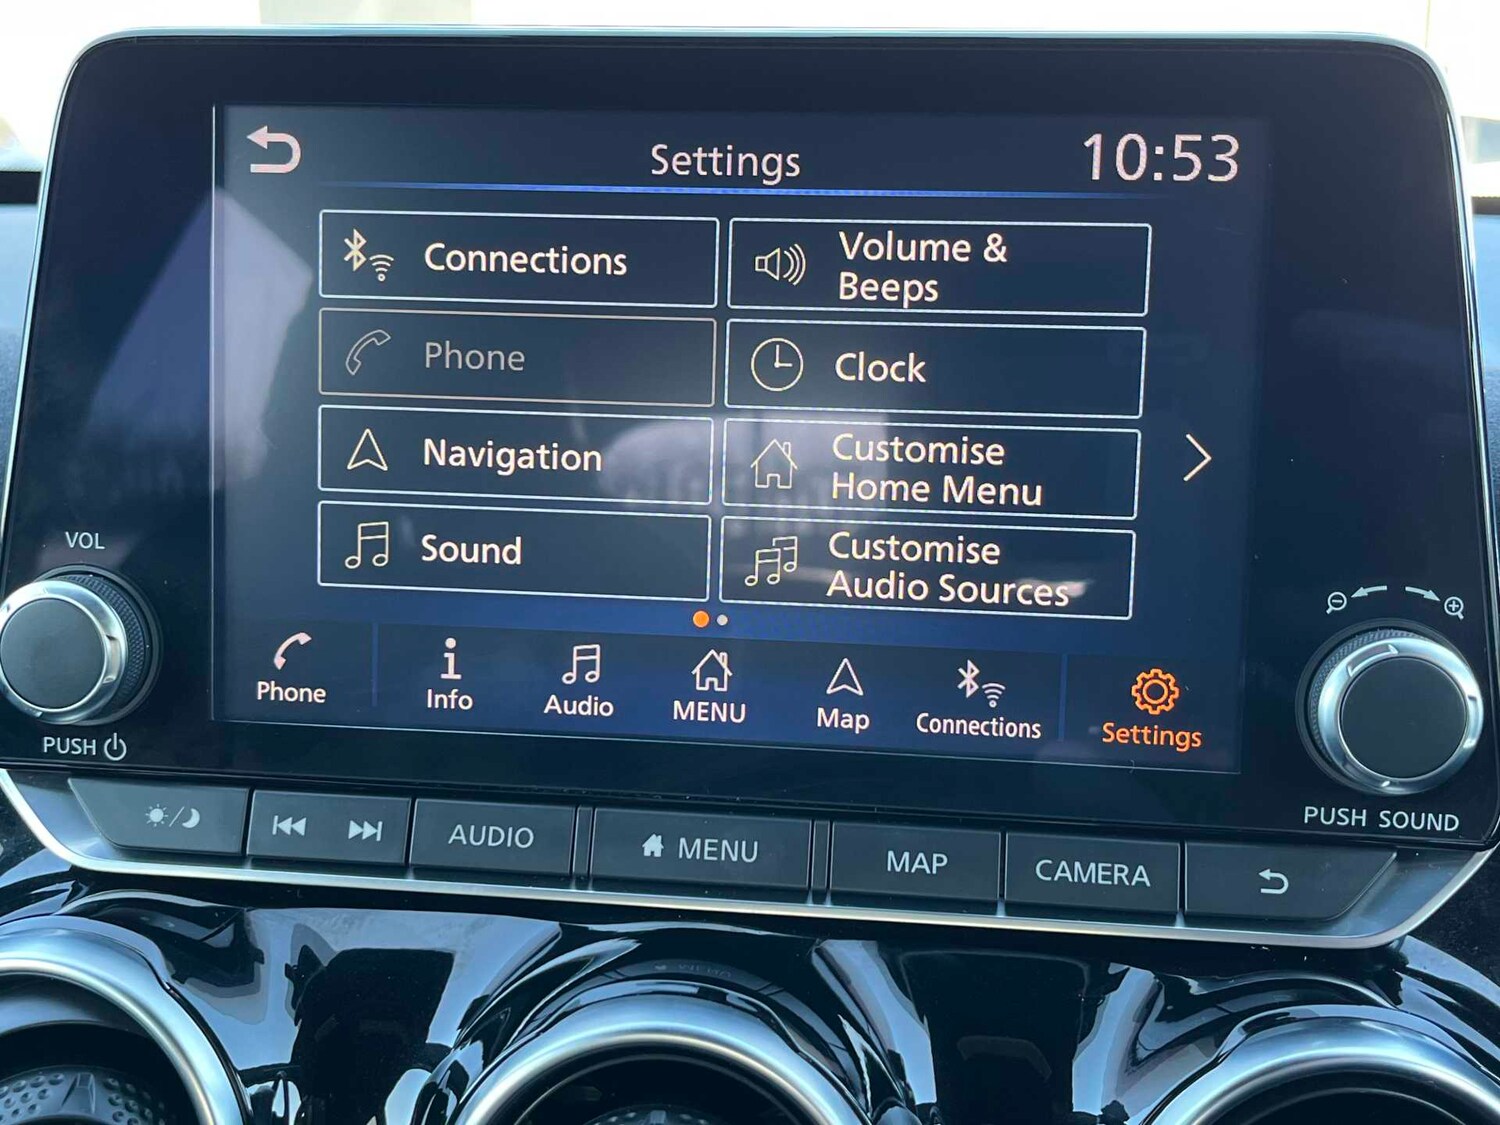 Settings
10:53
Connections
Volume &
Beeps
Phone
Clock
Navigation
Customise
Home Menu
Sound
Customise
Audio Sources
VOL
PUSH
Phone
Info
Audio
MENU
Map
Connections
Settings
PUSH SOUND
AUDIO
MENU
MAP
CAMERA